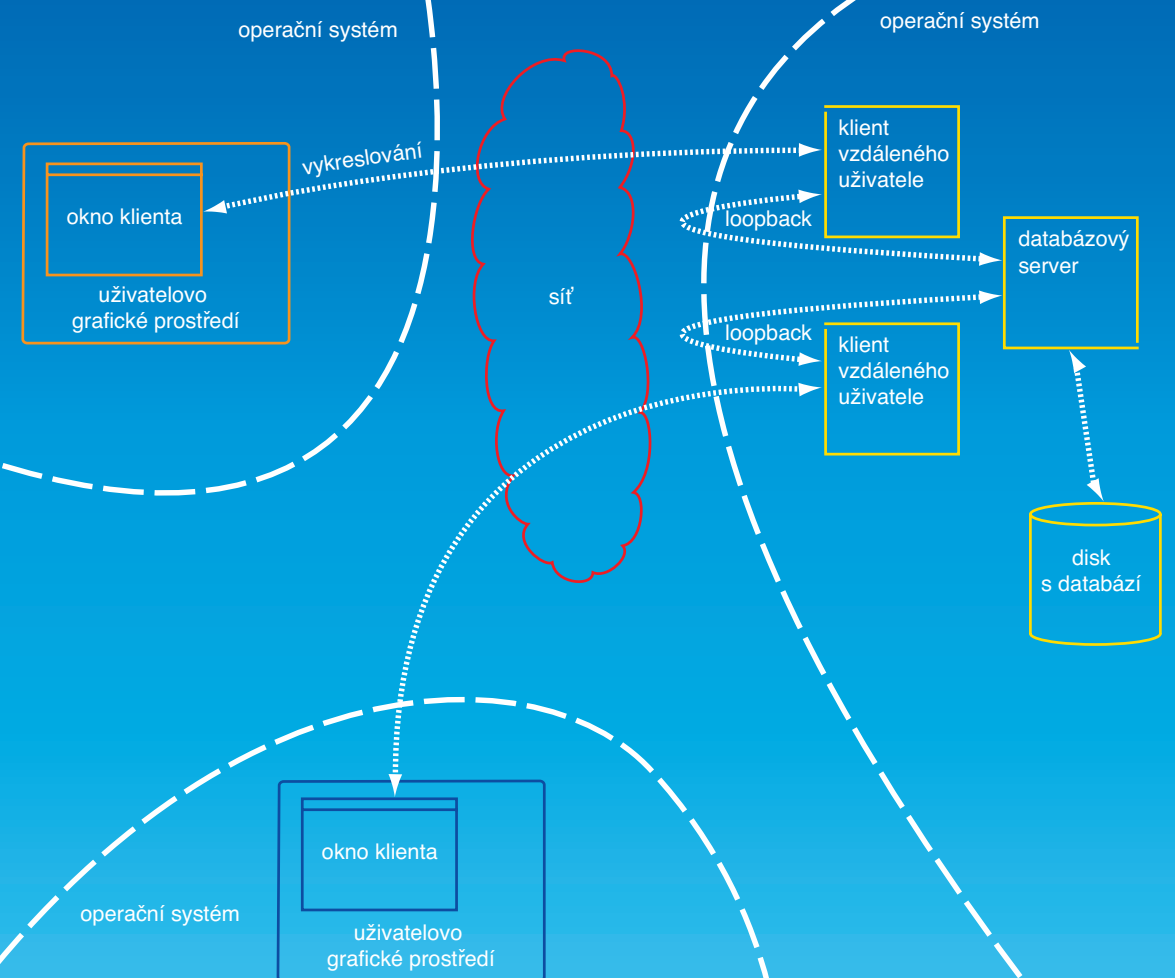 operační systém
operační systém
klient
vzdáleného
uživatele
vykreslování
okno klienta
loopback
databázový
server
uživatelovo
grafické prostředí
síť
loopback
klient
vzdáleného
uživatele
disk
s databází
okno klienta
operační systém
uživatelovo
grafické prostředí